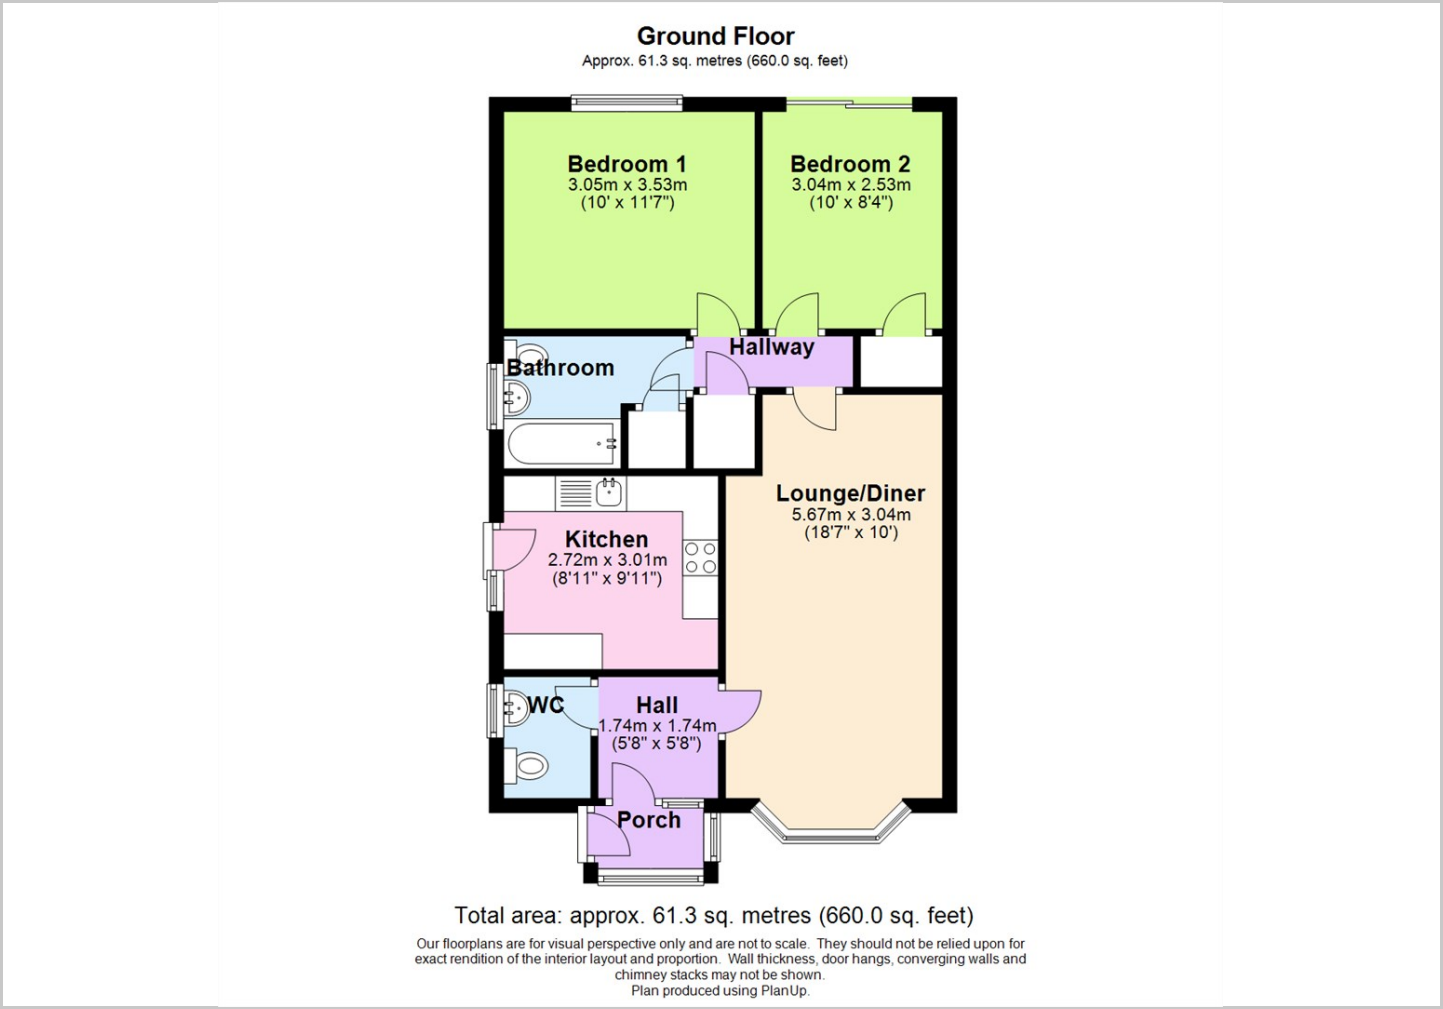 Ground Floor
Approx. 61.3 sq. metres (660.0 sq. feet)
Bedroom 1
3.05m x 3.53m
(10' x 11'7")
Bedroom 2
3.04m x 2.53m
(10' x 8'4")
Hallway
Bathroom
Lounge/Diner
5.67m x 3.04m
(18'7" x 10')
Kitchen
2.72m x 3.01m
(8'11" x 9'11")
WC
Hall
1.74m x 1.74m
(5'8" x 5'8")
Porch
Total area: approx. 61.3 sq. metres (660.0 sq. feet)
Our floorplans are for visual perspective only and are not to scale. They should not be relied upon for
exact rendition of the interior layout and proportion. Wall thickness, door hangs, converging walls and
chimney stacks may not be shown.
Plan produced using PlanUp.